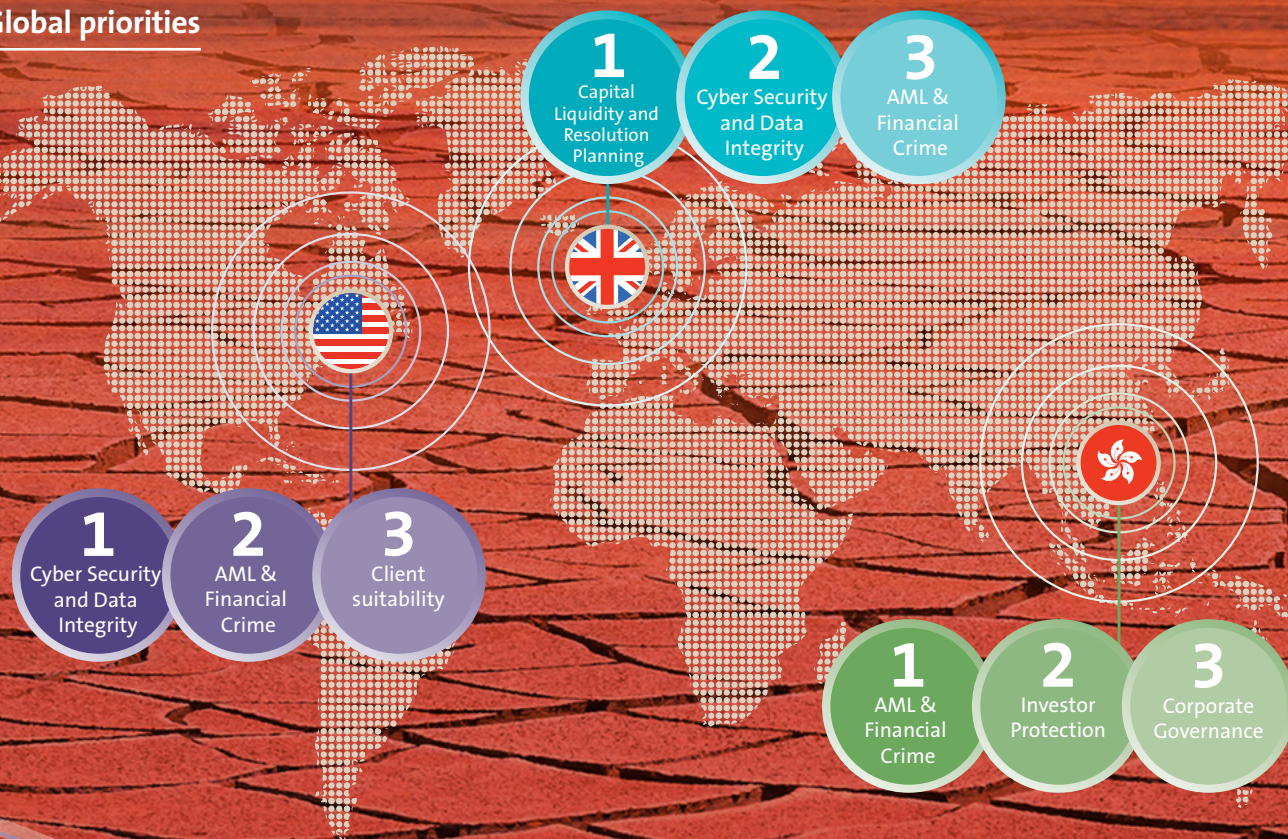 Global priorities
1
Capital
Liquidity and
Resolution
Planning
2
Cyber Security
and Data
Integrity
3
AML &
Financial
Crime
1
Cyber Security
and Data
Integrity
2
AML &
Financial
Crime
3
Client
suitability
1
AML &
Financial
Crime
2
Investor
Protection
3
Corporate
Governance